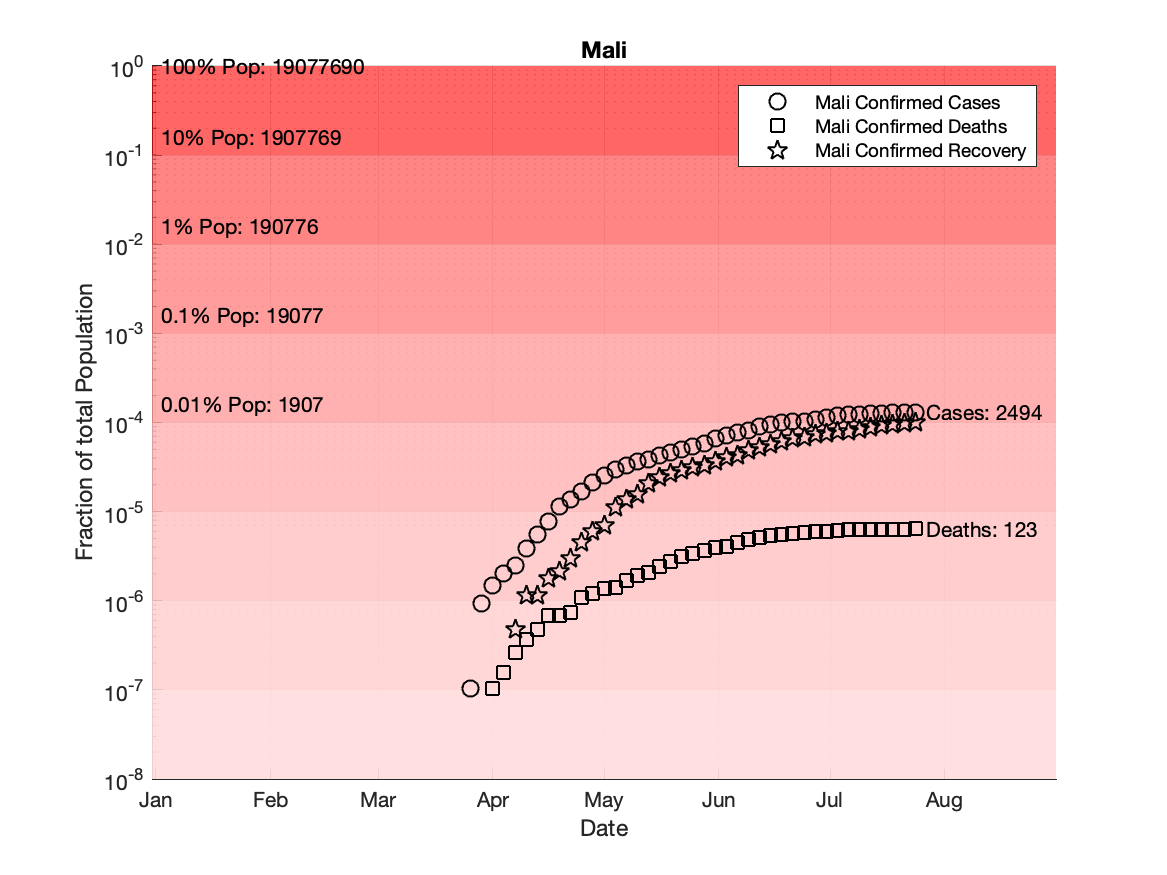 Mali
10^0
100% Pop: 19077690
Mali Confirmed Cases
Mali Confirmed Deaths
Mali Confirmed Recovery
10% Pop: 1907769
10^-1
1% Pop: 190776
10^-2
0.1% Pop: 19077
10^-3
0.01% Pop: 1907
10^-4
Cases: 2494
10^-5
Deaths: 123
10^-6
10^-7
10^-8
Fraction of total Population
Jan Feb Mar Apr May Jun Jul Aug
Date